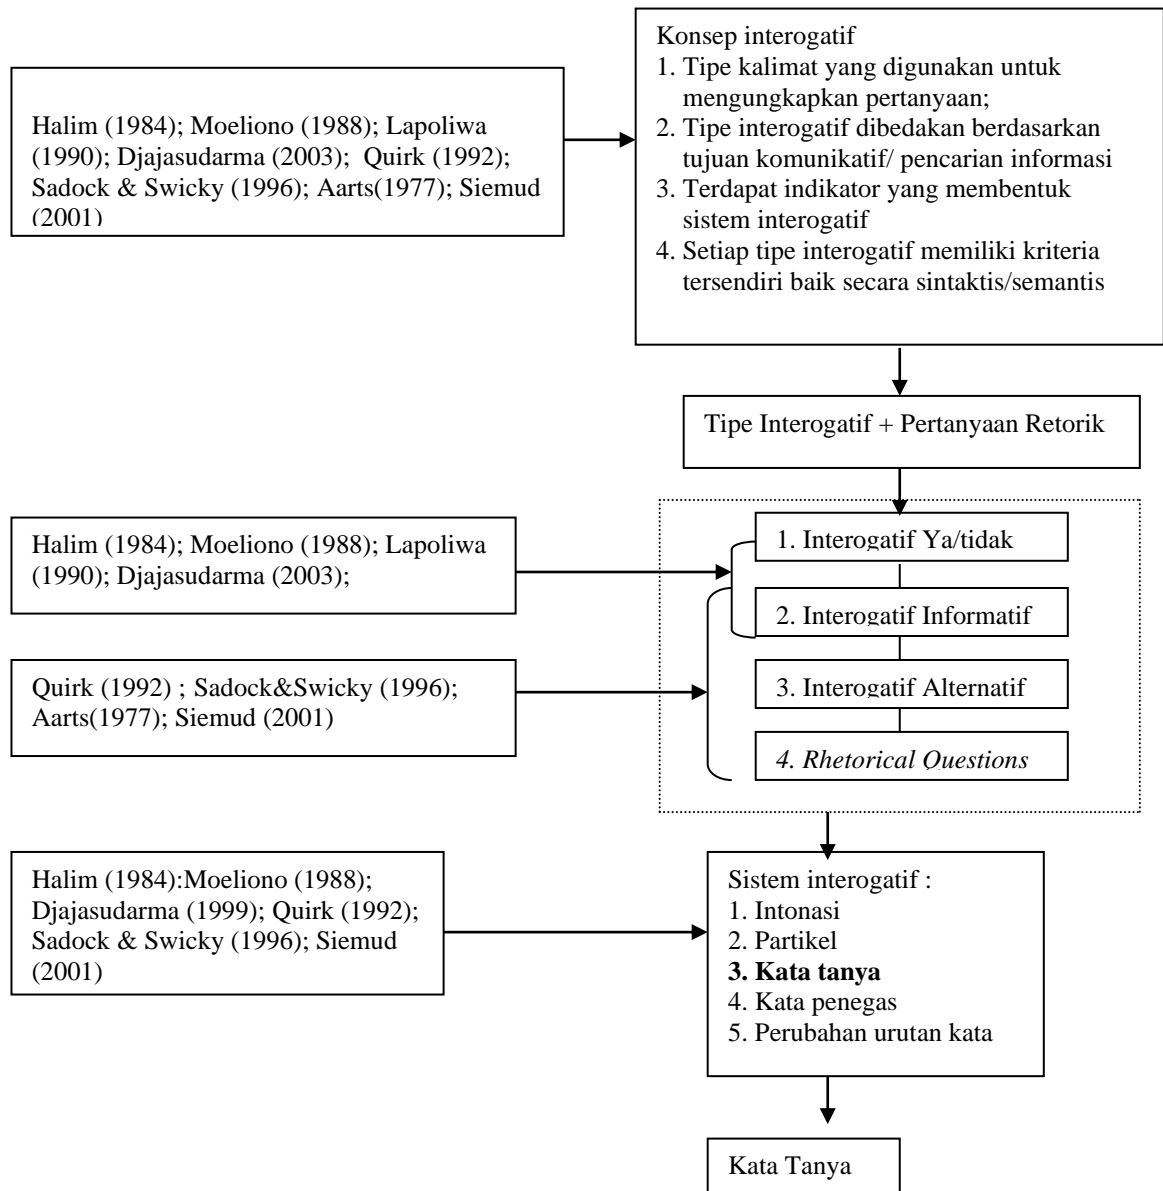 Konsep interogatif
1. Tipe kalimat yang digunakan untuk
mengungkapkan pertanyaan;
2. Tipe interogatif dibedakan berdasarkan
tujuan komunikatif/ pencarian informasi
3. Terdapat indikator yang membentuk
sistem interogatif
4. Setiap tipe interogatif memiliki kriteria
tersendiri baik secara sintaktis/semantis
Halim (1984); Moeliono (1988); Lapoliwa
(1990); Djajasudarma (2003); Quirk (1992);
Sadock & Swicky (1996); Aarts(1977); Siemud
(2001)
Tipe Interogatif + Pertanyaan Retorik
Halim (1984); Moeliono (1988); Lapoliwa
(1990); Djajasudarma (2003);
1. Interogatif Ya/tidak
2. Interogatif Informatif
Quirk (1992) ; Sadock&Swicky (1996);
Aarts(1977); Siemud (2001)
3. Interogatif Alternatif
4. Rhetorical Questions
Halim (1984):Moeliono (1988);
Djajasudarma (1999); Quirk (1992);
Sadock & Swicky (1996); Siemud
(2001)
Sistem interogatif :
1. Intonasi
2. Partikel
3. Kata tanya
4. Kata penegas
5. Perubahan urutan kata
Kata Tanya